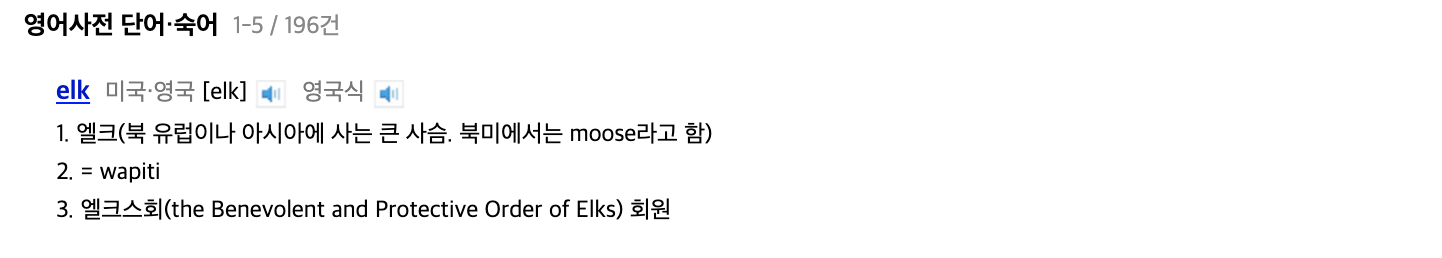 영어사전 단어·숙어 1-5 / 196건
elk 미국·영국 [elk] 영국식
1. 엘크(북 유럽이나 아시아에 사는 큰 사슴. 북미에서는 moose라고 함)
2. = wapiti
3. 엘크스회(the Benevolent and Protective Order of Elks) 회원